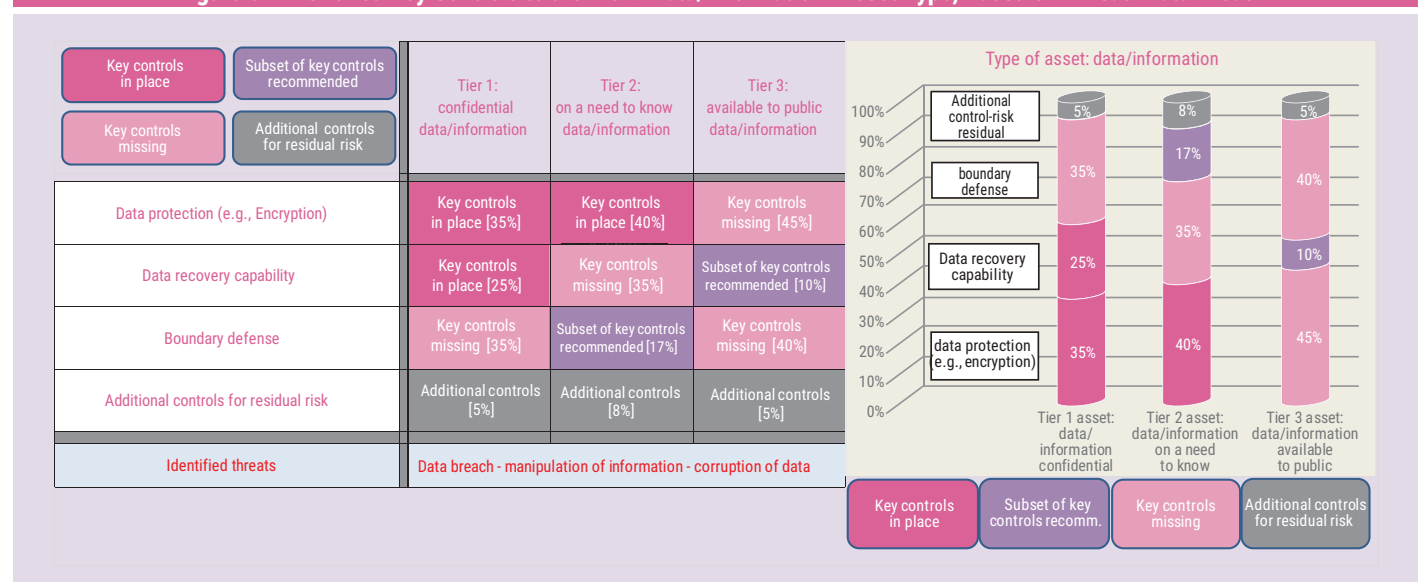 Key controls
in place
Subset of key controls
recommended
Key controls
missing
Additional controls
for residual risk
Tier 1:
confidential
data/information
Tier 2:
on a need to know
data/information
Tier 3:
available to public
data/information
Data protection (e.g., Encryption)
Key controls
in place [35%]
Key controls
in place [40%]
Key controls
missing [45%]
Data recovery capability
Key controls
in place [25%]
Key controls
missing [35%]
Subset of key controls
recommended [10%]
Boundary defense
Key controls
missing [35%]
Subset of key controls
recommended [17%]
Key controls
missing [40%]
Additional controls for residual risk
Additional controls
[5%]
Additional controls
[8%]
Additional controls
[5%]
Identified threats
Data breach - manipulation of information - corruption of data
Type of asset: data/information
100%
90%
80%
70%
60%
50%
40%
30%
20%
10%
0%
Additional
control-risk
residual
boundary
defense
Data recovery
capability
data protection
(e.g., encryption)
5%
35%
25%
35%
8%
17%
35%
40%
5%
40%
10%
45%
Tier 1 asset:
data/
information
confidential
Tier 2 asset:
data/information
on a need
to know
Tier 3 asset:
data/information
available
to public
Key controls
in place
Subset of key
controls recomm.
Key controls
missing
Additional controls
for residual risk